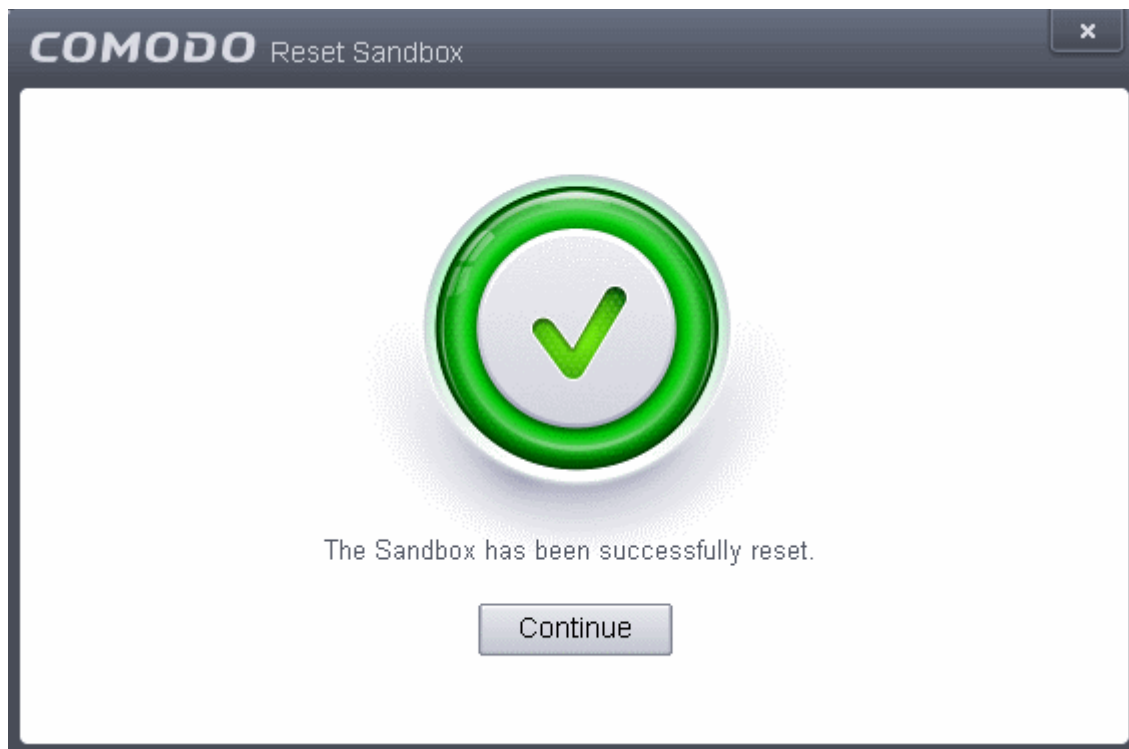 COMODO Reset Sandbox
The Sandbox has been successfully reset.
Continue